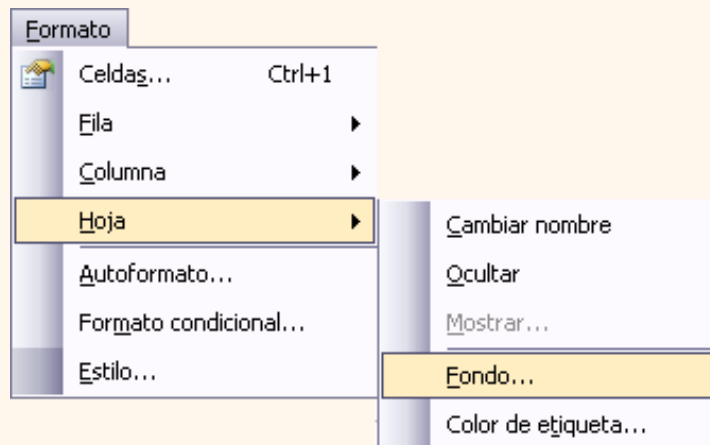 Formato
Celdas... Ctrl+1
Fila
Columna
Hoja
Autoformato...
Formato condicional...
Estilo...
Cambiar nombre
Ocultar
Mostrar...
Fondo...
Color de etiqueta...